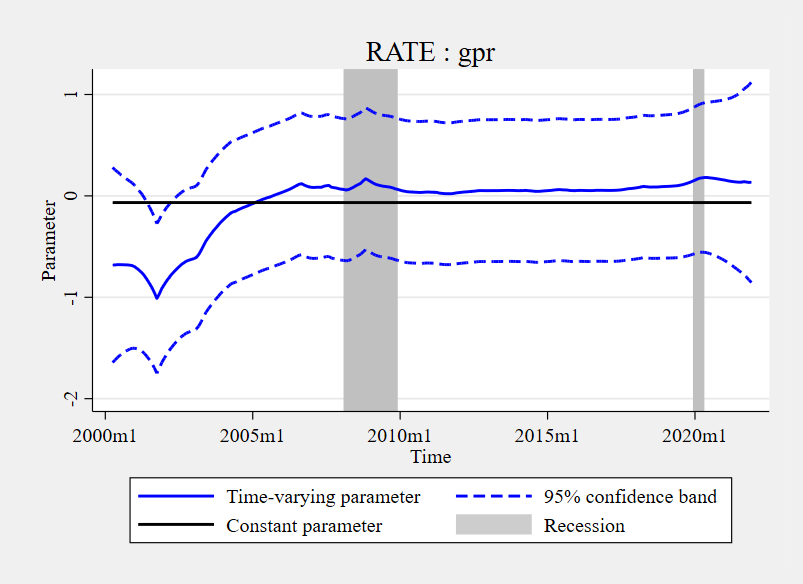 RATE : gpr
1
0
-1
-2
Parameter
2000m1 2005m1 2010m1 2015m1 2020m1
Time
Time-varying parameter 95% confidence band
Constant parameter Recession